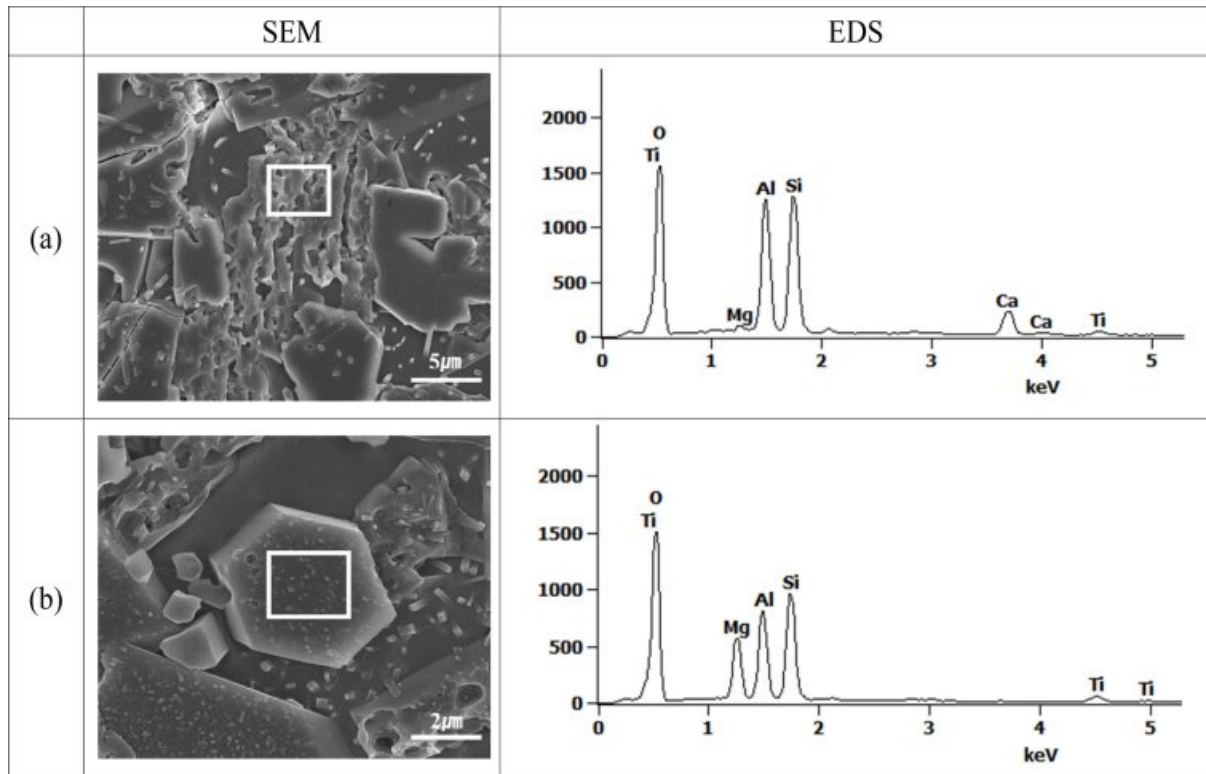 SEM EDS
(a)
5μm
2000
1500
1000
500
0
O
Ti
Al Si
Mg
Ca
Ca
Ti
0 1 2 3 4 5
keV
(b)
2μm
2000
1500
1000
500
0
O
Ti
Mg
Al
Si
Ti
Ti
0 1 2 3 4 5
keV